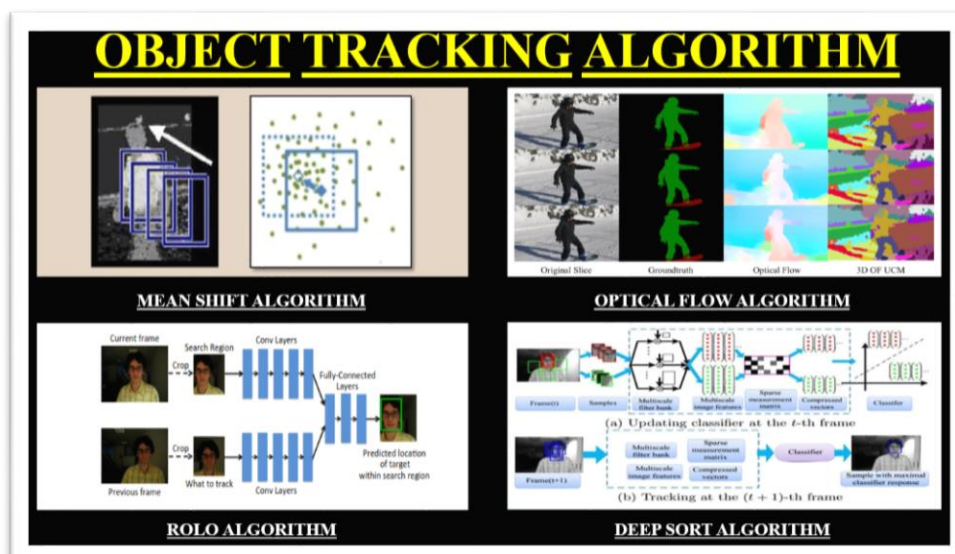 OBJECT TRACKING ALGORITHM
Original Slice
Groundtruth
Optical Flow
3D OF UCM
MEAN SHIFT ALGORITHM
OPTICAL FLOW ALGORITHM
Current frame
Crop
Search Region
Conv Layers
Fully-Connected
Layers
Crop
Previous frame
What to track
Conv Layers
Predicted location
of target
within search region
ROLO ALGORITHM
Frame(t)
Samples
Multiscale
filter bank
Multiscale
image features
Sparse
measurement
matrix
Compressed
vectors
Classifier
(a) Updating classifier at the t-th frame
Frame(t+1)
Multiscale
filter bank
Sparse
measurement
matrix
Multiscale
image features
Compressed
vectors
Classifier
Sample with maximal
classifier response
(b) Tracking at the (t + 1)-th frame
DEEP SORT ALGORITHM